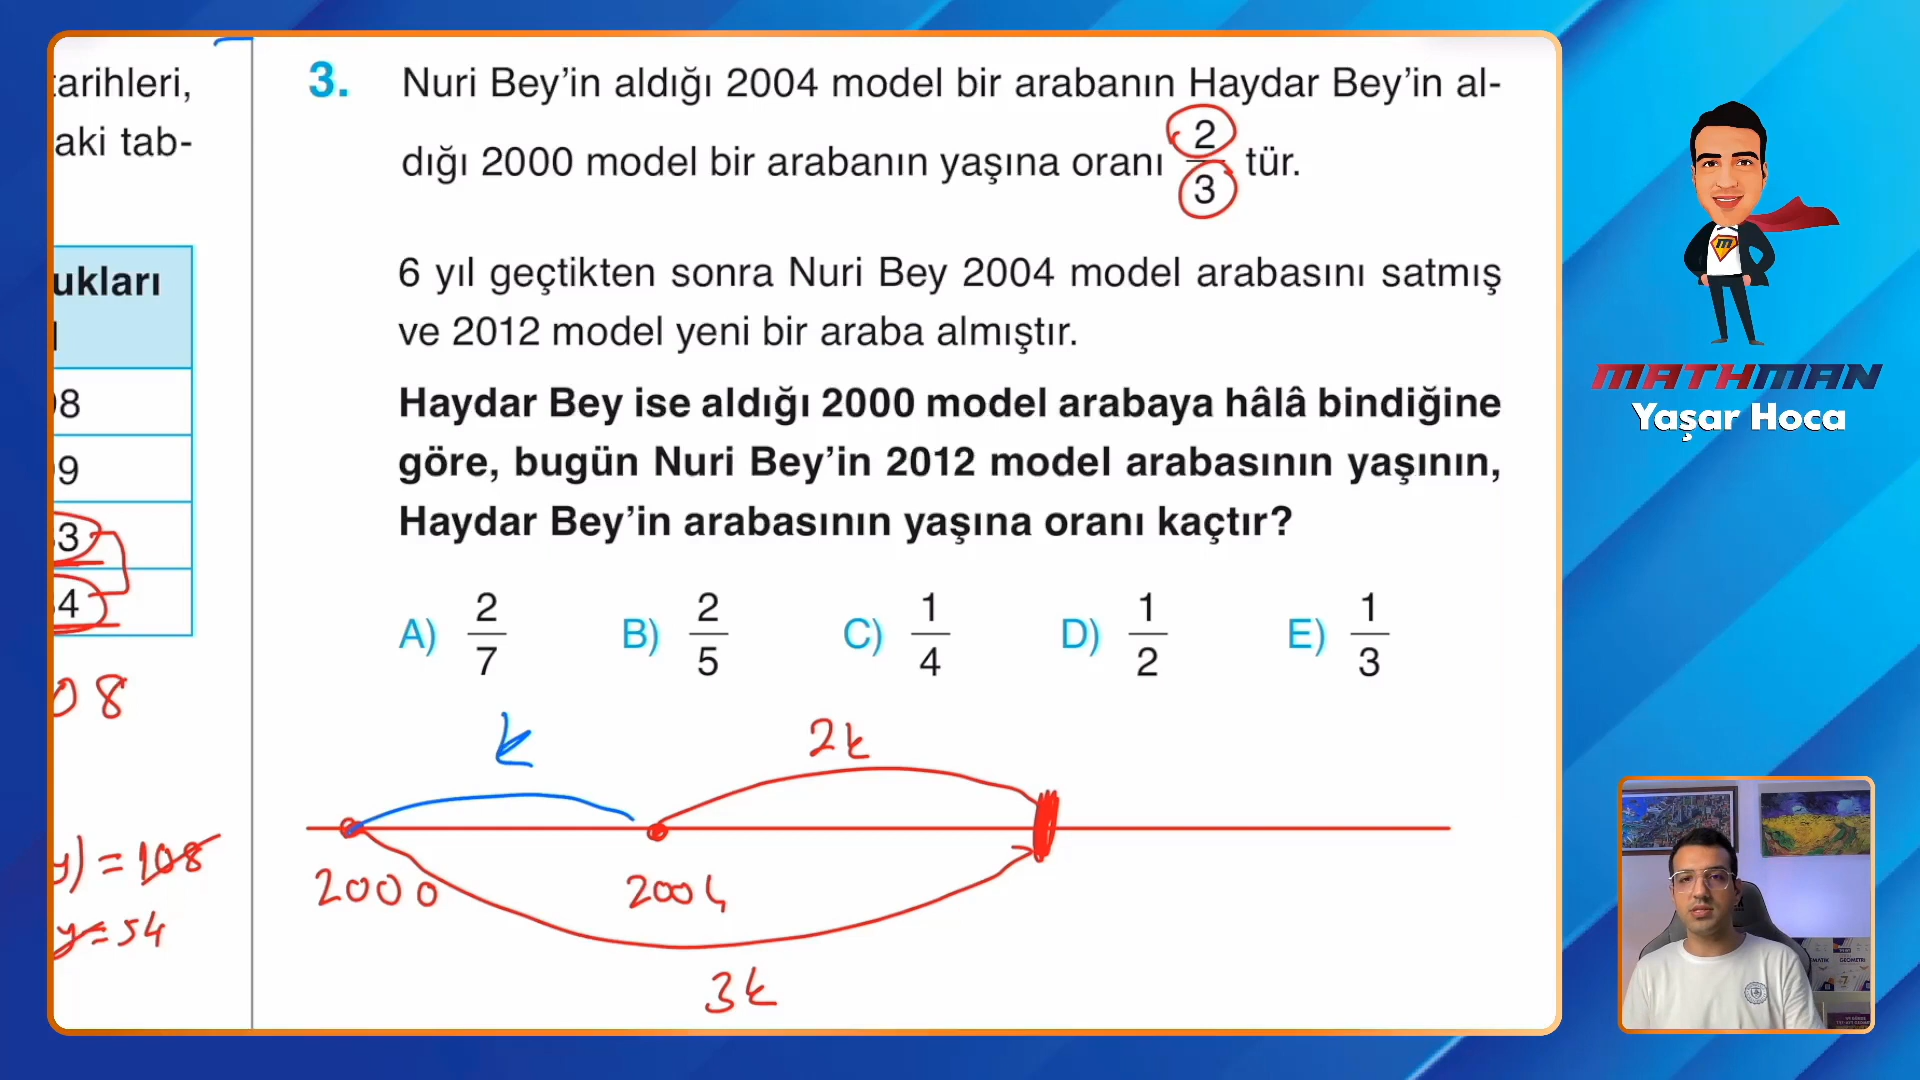 arihleri,
aki tab-
ukları
8
9
3
4
08
y) = 108
y = 54
3. Nuri Bey'in aldığı 2004 model bir arabanın Haydar Bey'in al-
dığı 2000 model bir arabanın yaşına oranı 2/3 tür.
6 yıl geçtikten sonra Nuri Bey 2004 model arabasını satmış
ve 2012 model yeni bir araba almıştır.
Haydar Bey ise aldığı 2000 model arabaya hâlâ bindiğine
göre, bugün Nuri Bey'in 2012 model arabasının yaşının,
Haydar Bey'in arabasının yaşına oranı kaçtır?
A) 2/7 B) 2/5 C) 1/4 D) 1/2 E) 1/3
k 2k
2000 2004
3k
MATHMAN
Yaşar Hoca